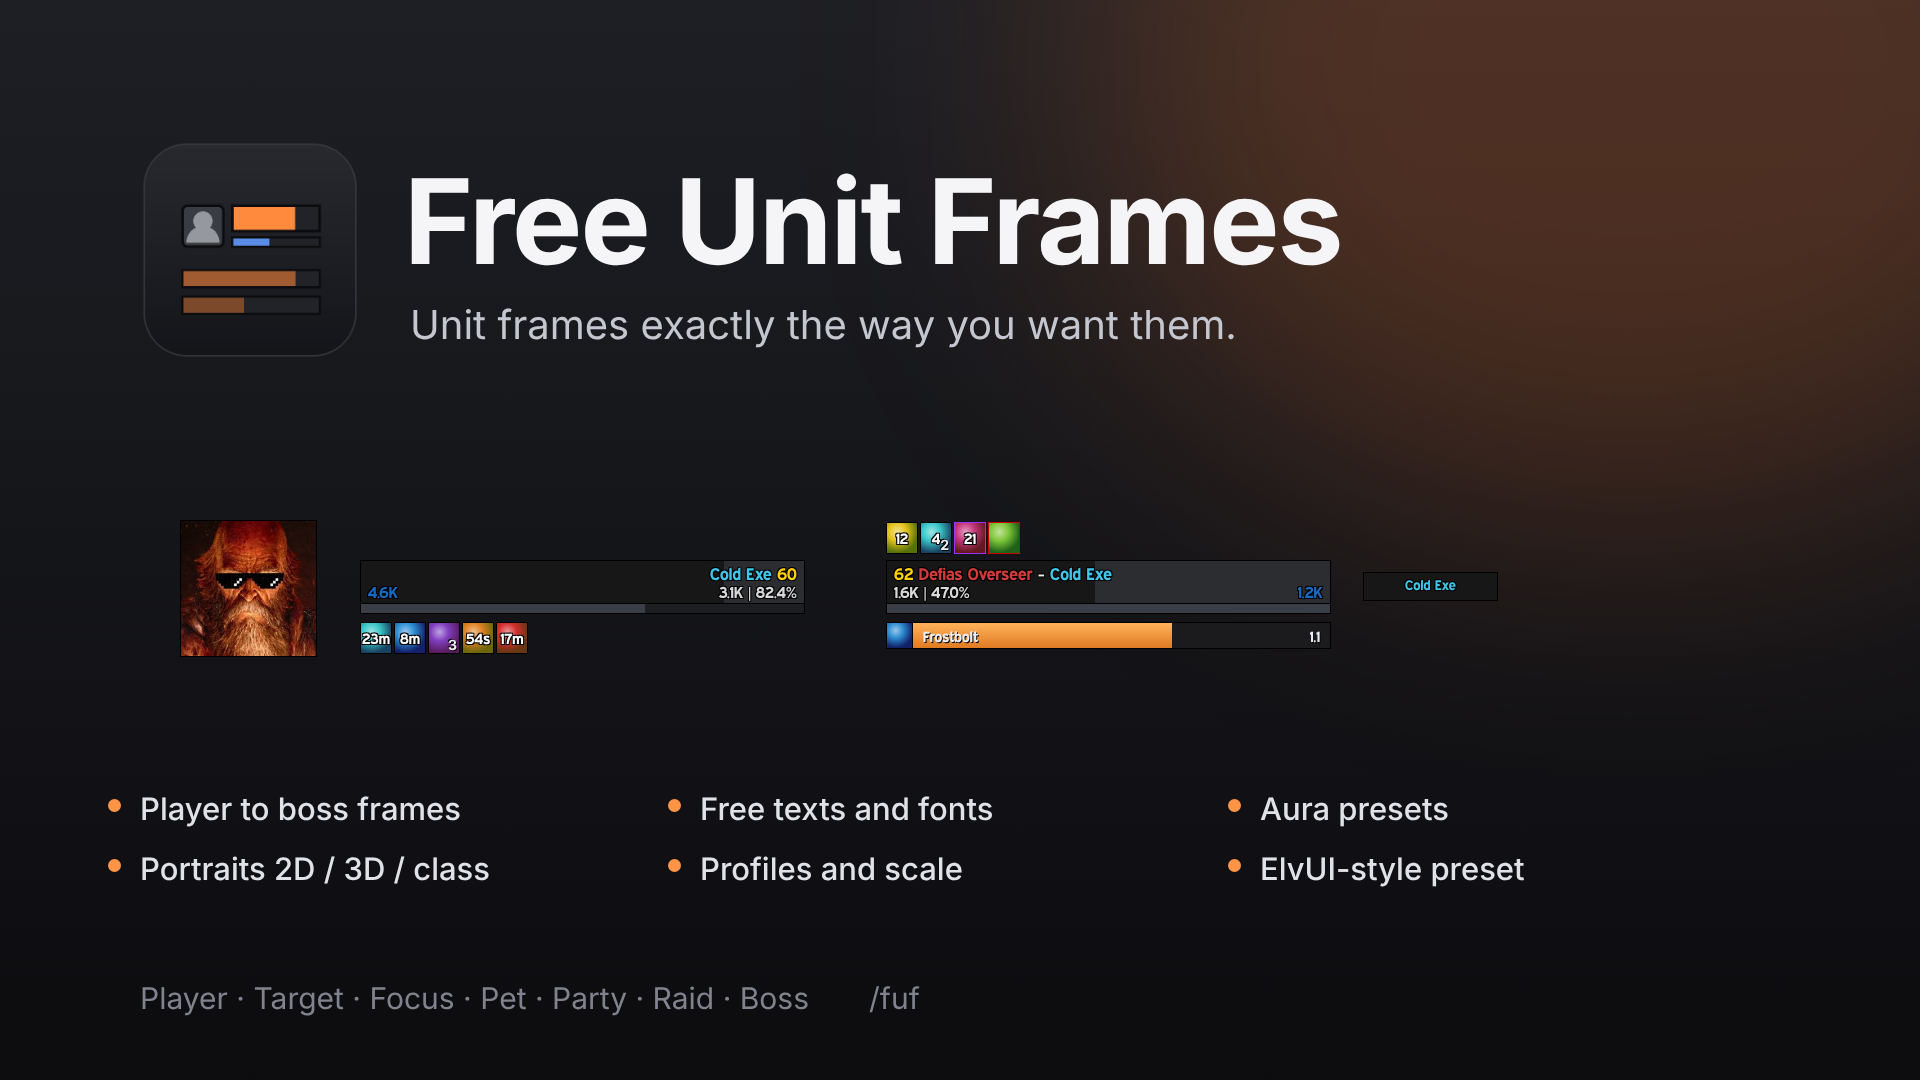 Free Unit Frames
Unit frames exactly the way you want them.
12 4 2 21
Cold Exe 60
4.6K 3.1K | 82.4%
23m 8m 3 54s 17m
62 Defias Overseer - Cold Exe
1.6K | 47.0% 1.2K
Frostbolt 1.1
Cold Exe
Player to boss frames
Free texts and fonts
Aura presets
Portraits 2D / 3D / class
Profiles and scale
ElvUI-style preset
Player · Target · Focus · Pet · Party · Raid · Boss /fuf